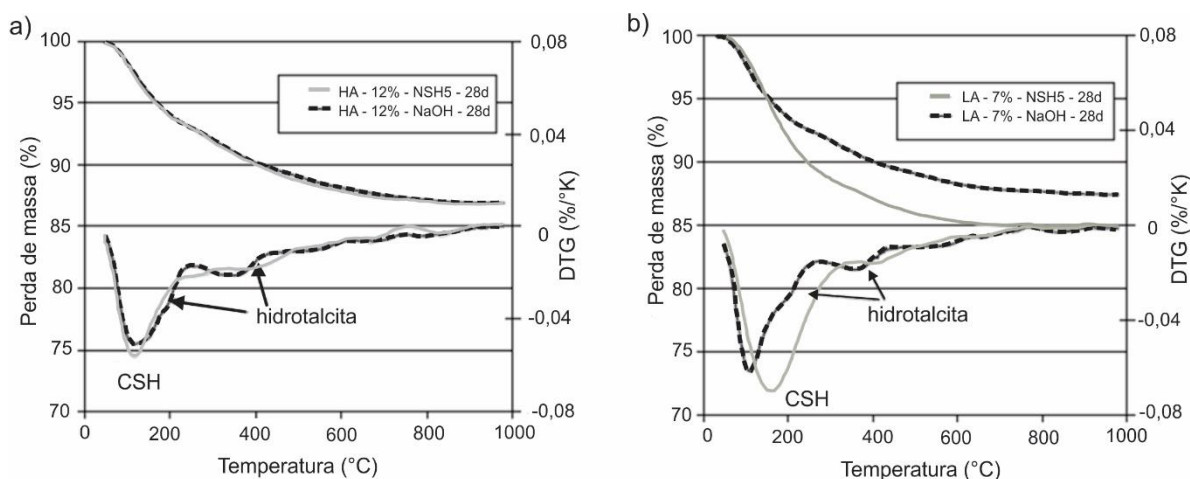 a)
Perda de massa (%)
100
95
90
85
80
75
70
HA - 12% - NSH5 - 28d
HA - 12% - NaOH - 28d
hidrotalcita
CSH
0,08
0,04
0
-0,04
-0,08
DTG (%/°K)
0
200
400
600
800
1000
Temperatura (°C)
b)
Perda de massa (%)
100
95
90
85
80
75
70
LA - 7% - NSH5 - 28d
LA - 7% - NaOH - 28d
hidrotalcita
CSH
0,08
0,04
0
-0,04
-0,08
DTG (%/°K)
0
200
400
600
800
1000
Temperatura (°C)